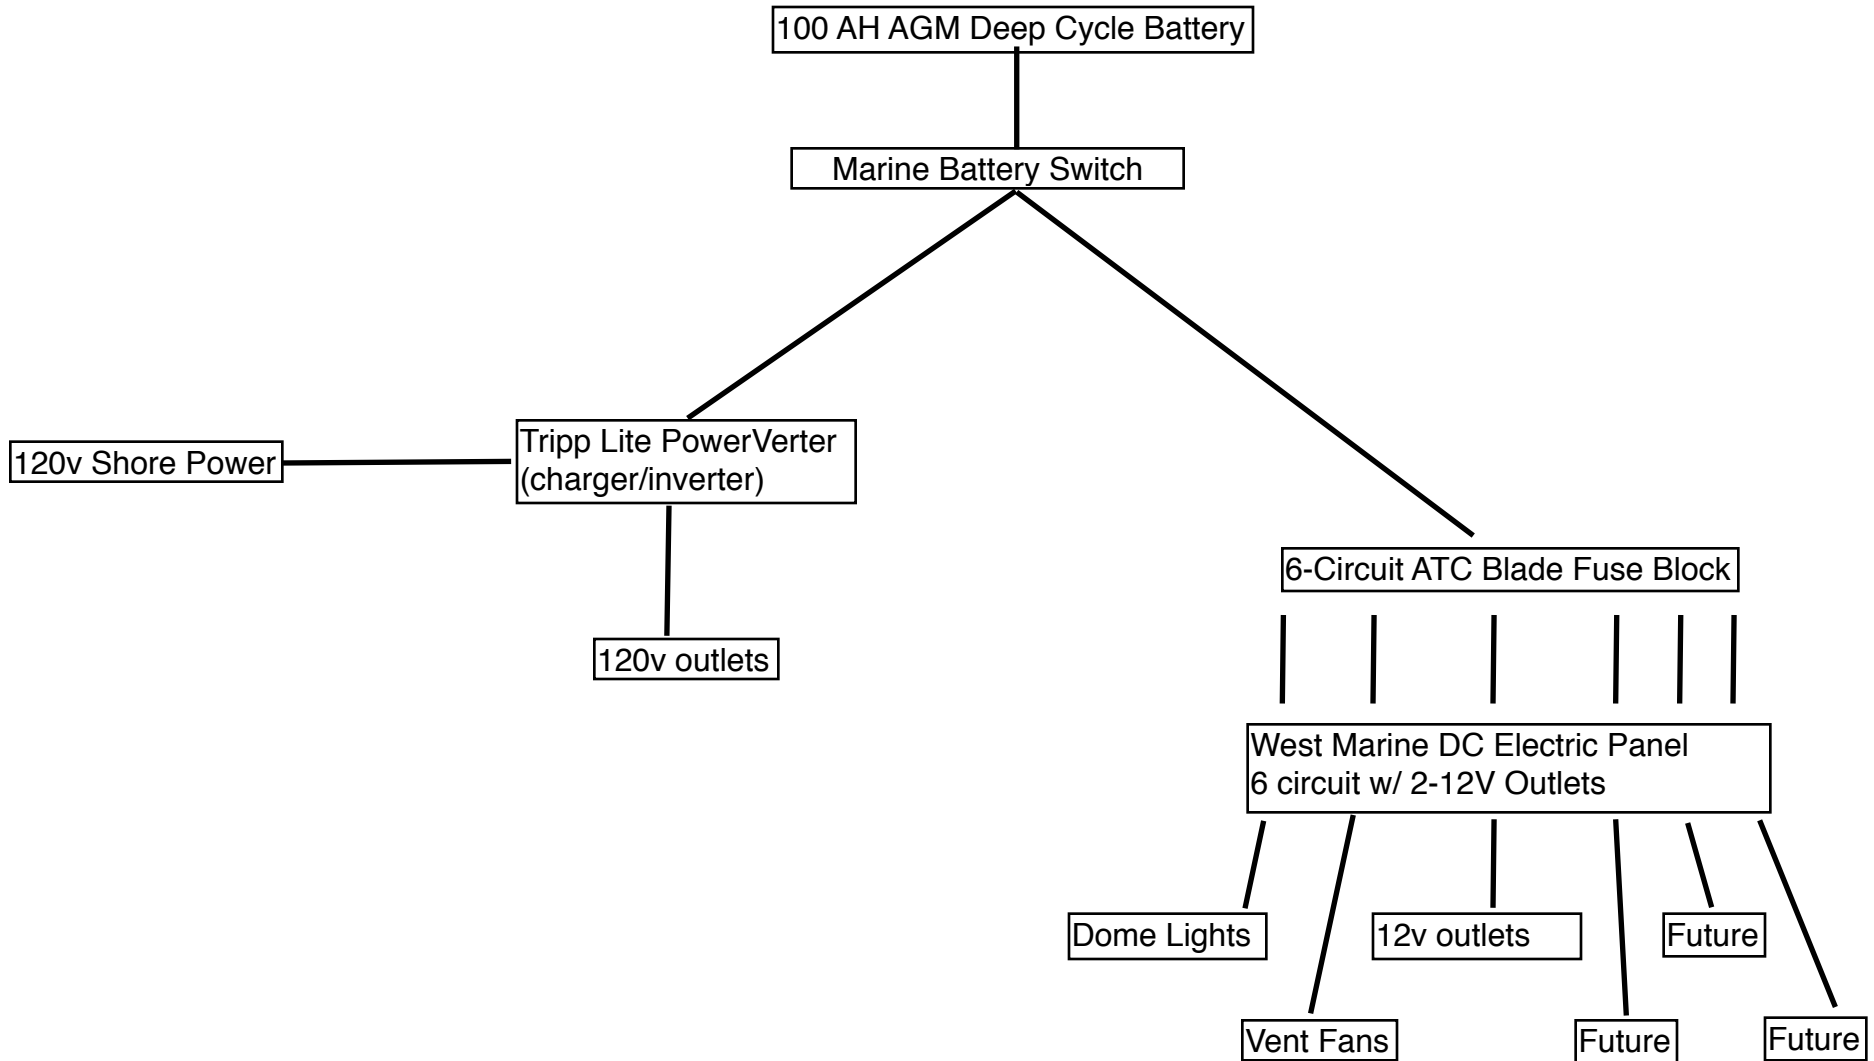 100 AH AGM Deep Cycle Battery
Marine Battery Switch
120v Shore Power
Tripp Lite PowerVerter
(charger/inverter)
120v outlets
6-Circuit ATC Blade Fuse Block
West Marine DC Electric Panel
6 circuit w/ 2-12V Outlets
Dome Lights
12v outlets
Future
Vent Fans
Future
Future